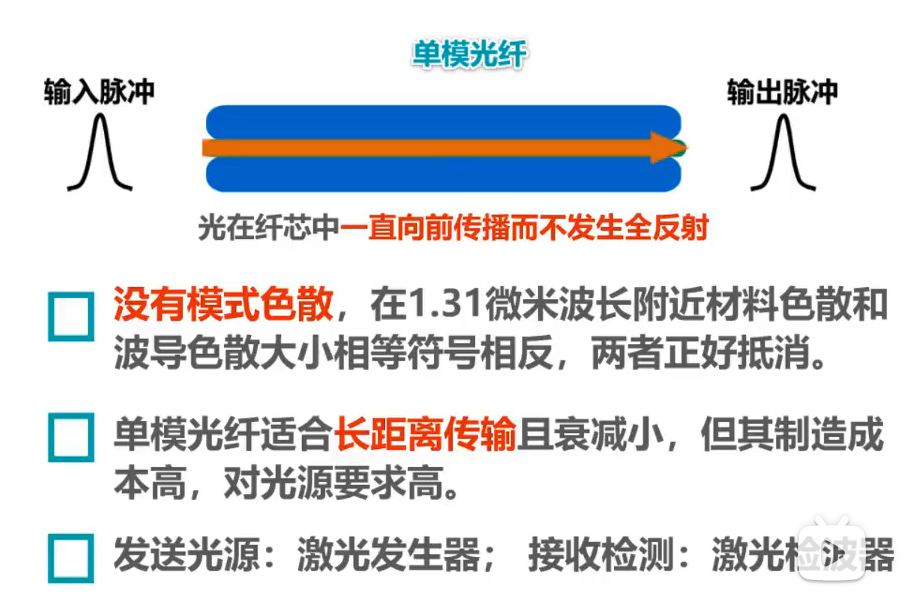 单模光纤
输入脉冲
输出脉冲
光在纤芯中一直向前传播而不发生全反射
没有模式色散，在1.31微米波长附近材料色散和
波导色散大小相等符号相反，两者正好抵消。
单模光纤适合长距离传输且衰减小，但其制造成
本高，对光源要求高。
发送光源：激光发生器； 接收检测：激光检波器